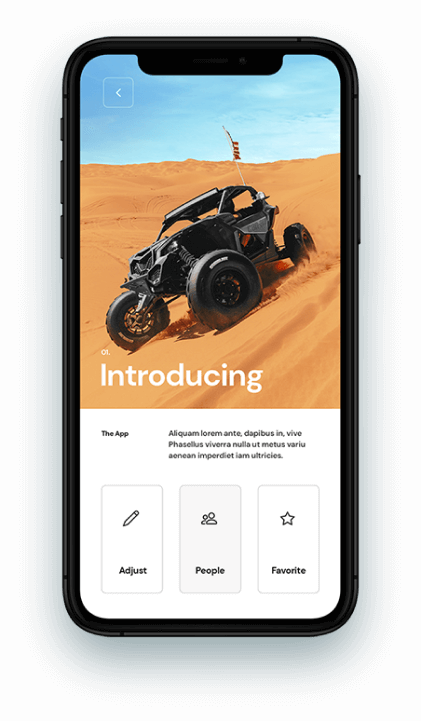 01.
Introducing
The App
Aliquam lorem ante, dapibus in, vive
Phasellus viverra nulla ut metus variu
aenean imperdiet iam ultricies.
Adjust
People
Favorite